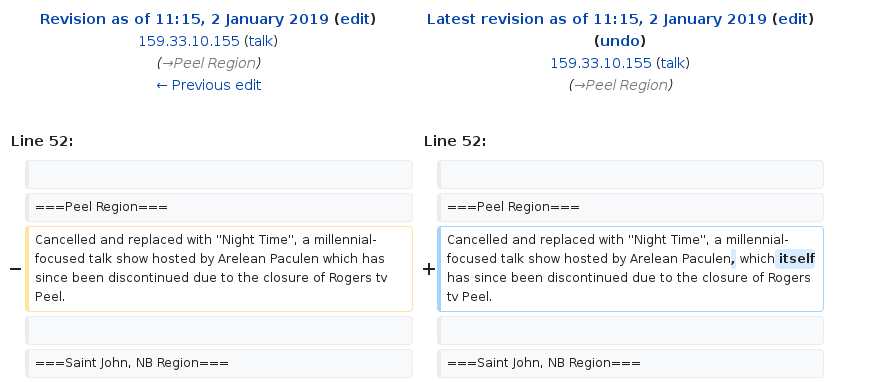 Revision as of 11:15, 2 January 2019 (edit)
159.33.10.155 (talk)
(→Peel Region)
← Previous edit
Latest revision as of 11:15, 2 January 2019 (edit)
(undo)
159.33.10.155 (talk)
(→Peel Region)
Line 52:
Line 52:
===Peel Region===
===Peel Region===
−
Cancelled and replaced with "Night Time", a millennial-
focused talk show hosted by Arelean Paculen which has
since been discontinued due to the closure of Rogers tv
Peel.
+
Cancelled and replaced with "Night Time", a millennial-
focused talk show hosted by Arelean Paculen, which itself
has since been discontinued due to the closure of Rogers
tv Peel.
===Saint John, NB Region===
===Saint John, NB Region===